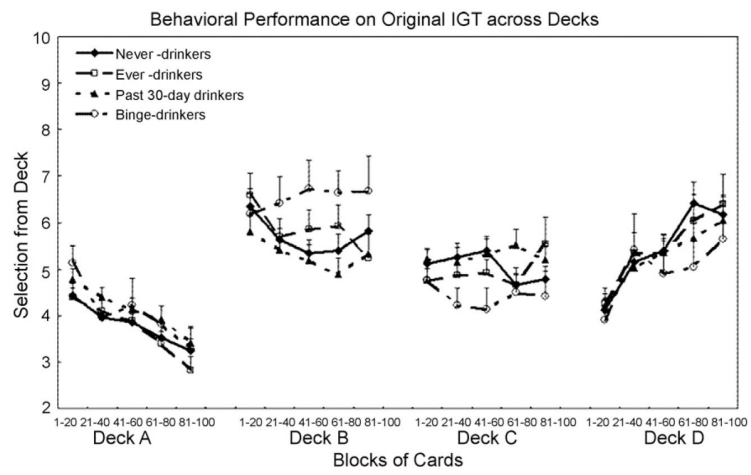 Behavioral Performance on Original IGT across Decks
10
9
8
7
6
5
4
3
2
Selection from Deck
Never -drinkers
Ever -drinkers
Past 30-day drinkers
Binge-drinkers
1-20 21-40 41-60 61-80 81-100 1-20 21-40 41-60 61-80 81-100 1-20 21-40 41-60 61-80 81-100 1-20 21-40 41-60 61-80 81-100
Deck A Deck B Deck C Deck D
Blocks of Cards